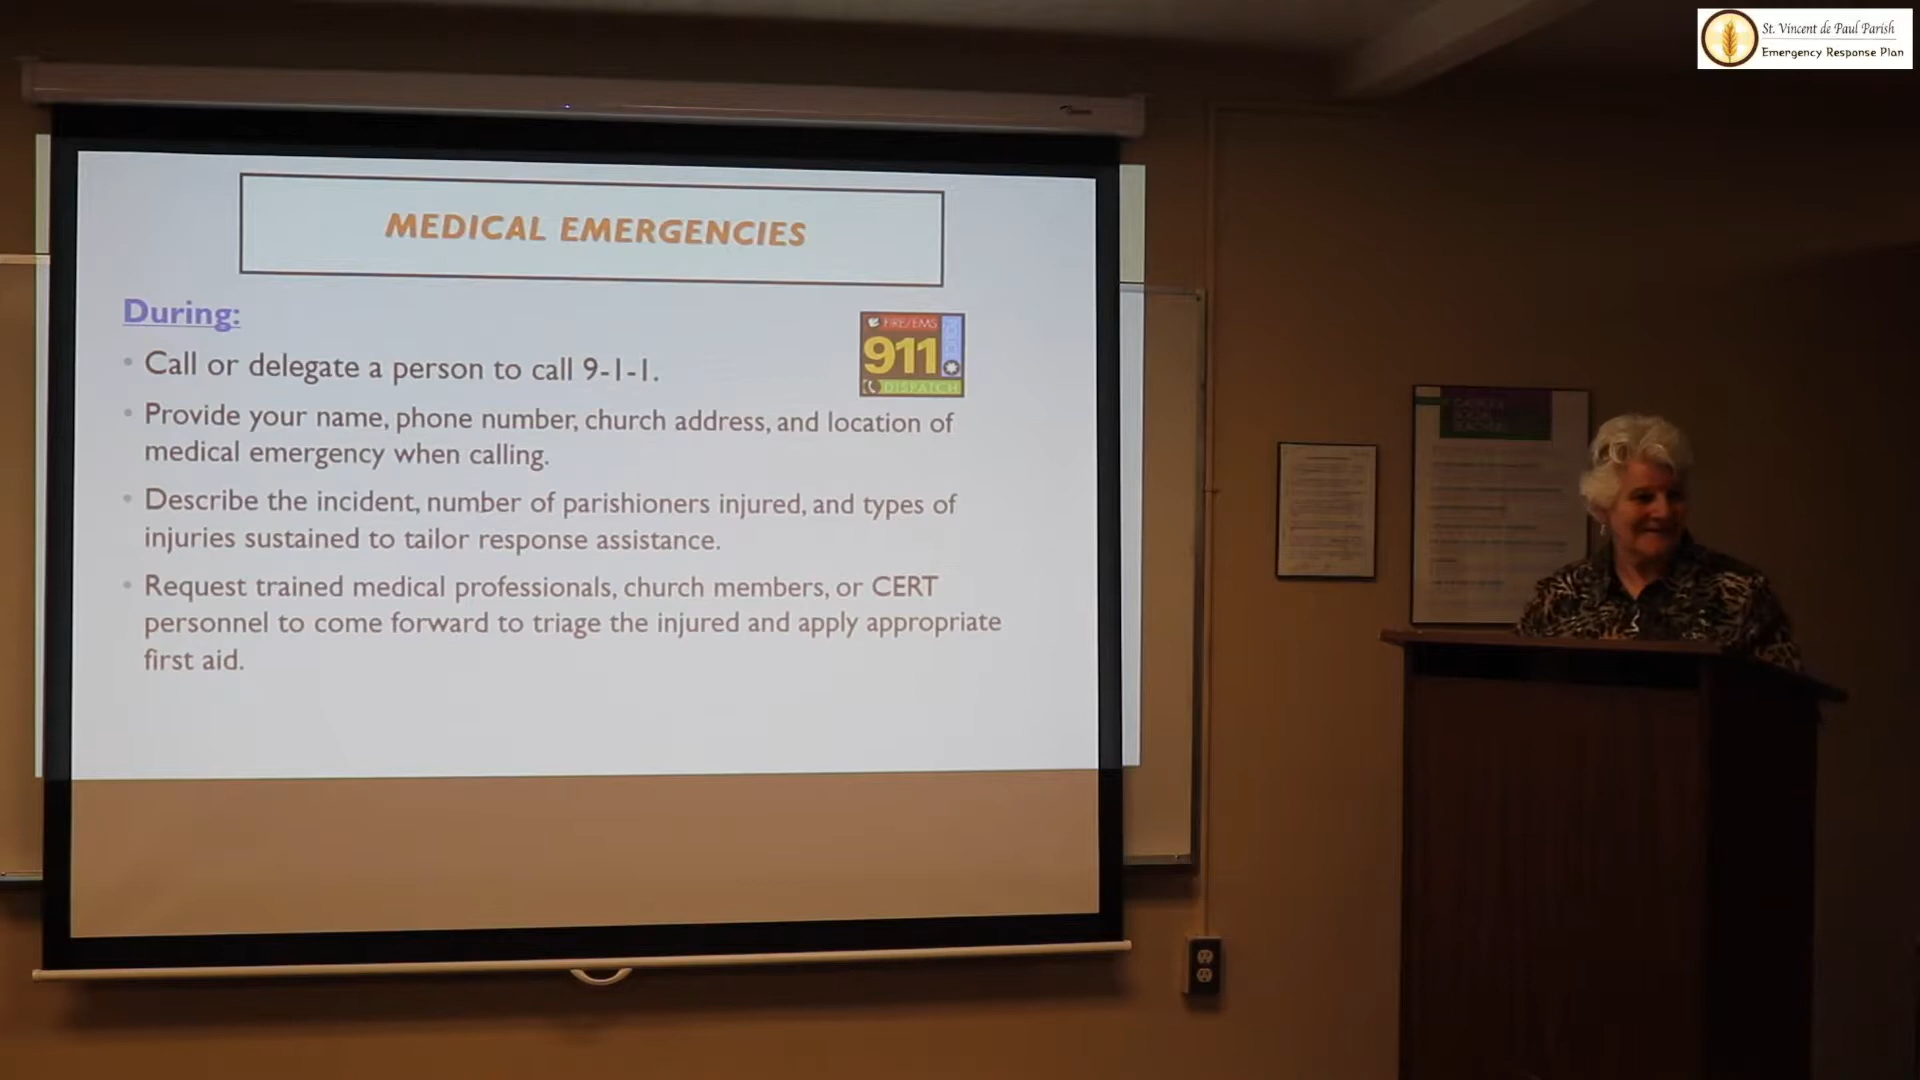 St. Vincent de Paul Parish
Emergency Response Plan
MEDICAL EMERGENCIES
During:
FIRE/EMS
POLICE
911
DISPATCH
• Call or delegate a person to call 9-1-1.
• Provide your name, phone number, church address, and location of
medical emergency when calling.
• Describe the incident, number of parishioners injured, and types of
injuries sustained to tailor response assistance.
• Request trained medical professionals, church members, or CERT
personnel to come forward to triage the injured and apply appropriate
first aid.